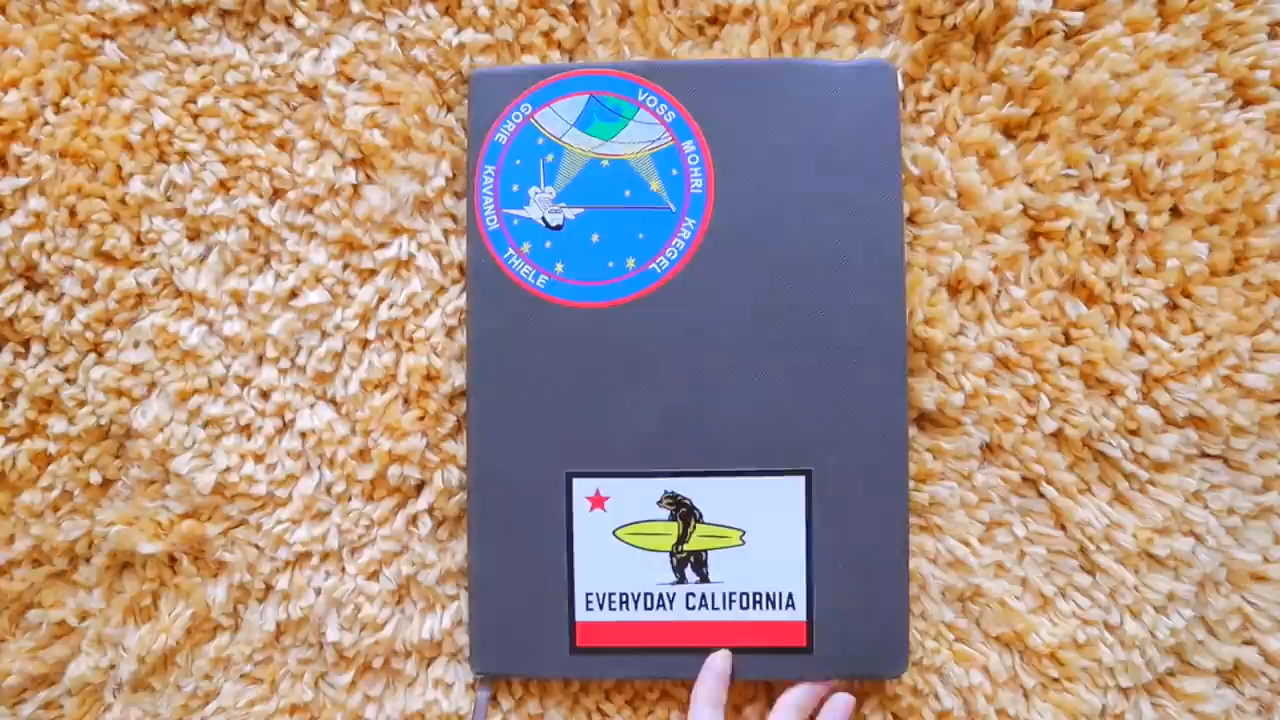 GORIE
VOSS
MOHRI
KREGEL
THIELE
KAVANDI
EVERYDAY CALIFORNIA